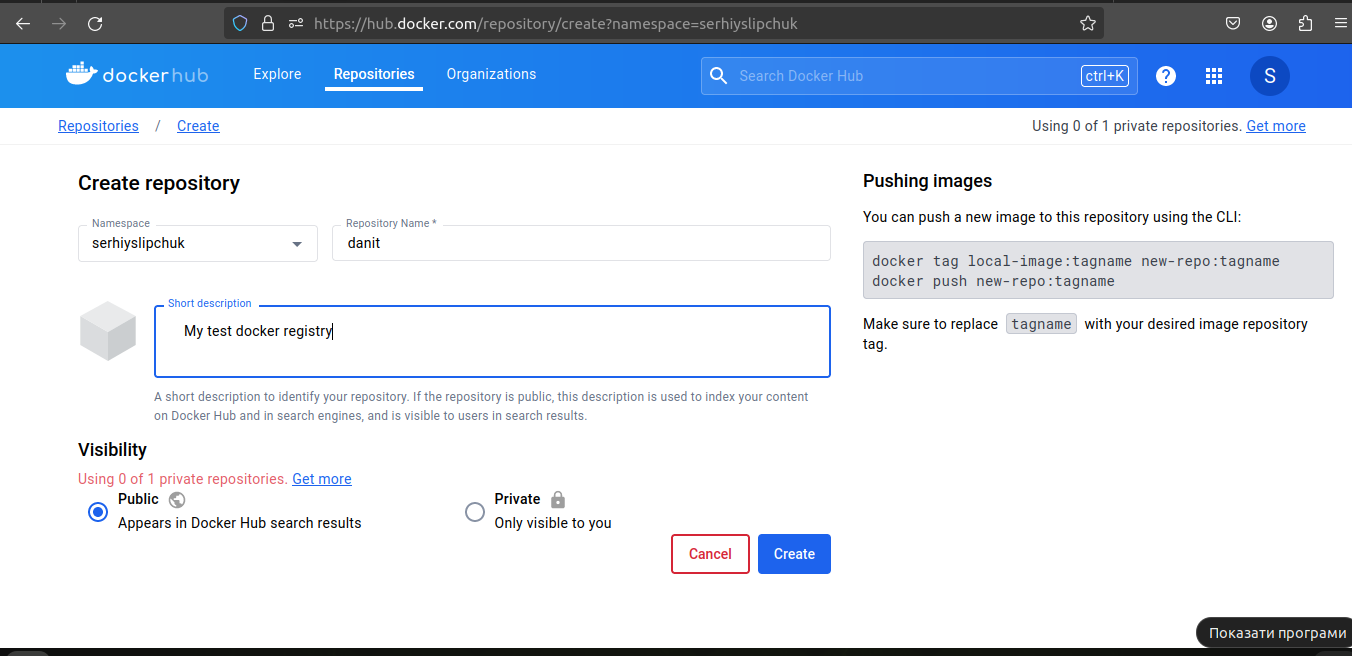 https://hub.docker.com/repository/create?namespace=serhiyslipchuk
dockerhub Explore Repositories Organizations Search Docker Hub ctrl+K ? S
Repositories / Create Using 0 of 1 private repositories. Get more
Create repository
Namespace
serhiyslipchuk
Repository Name *
danit
Short description
My test docker registry
A short description to identify your repository. If the repository is public, this description is used to index your content
on Docker Hub and in search engines, and is visible to users in search results.
Visibility
Using 0 of 1 private repositories. Get more
Public
Appears in Docker Hub search results
Private
Only visible to you
Cancel Create
Pushing images
You can push a new image to this repository using the CLI:
docker tag local-image:tagname new-repo:tagname
docker push new-repo:tagname
Make sure to replace tagname with your desired image repository
tag.
Показати програми